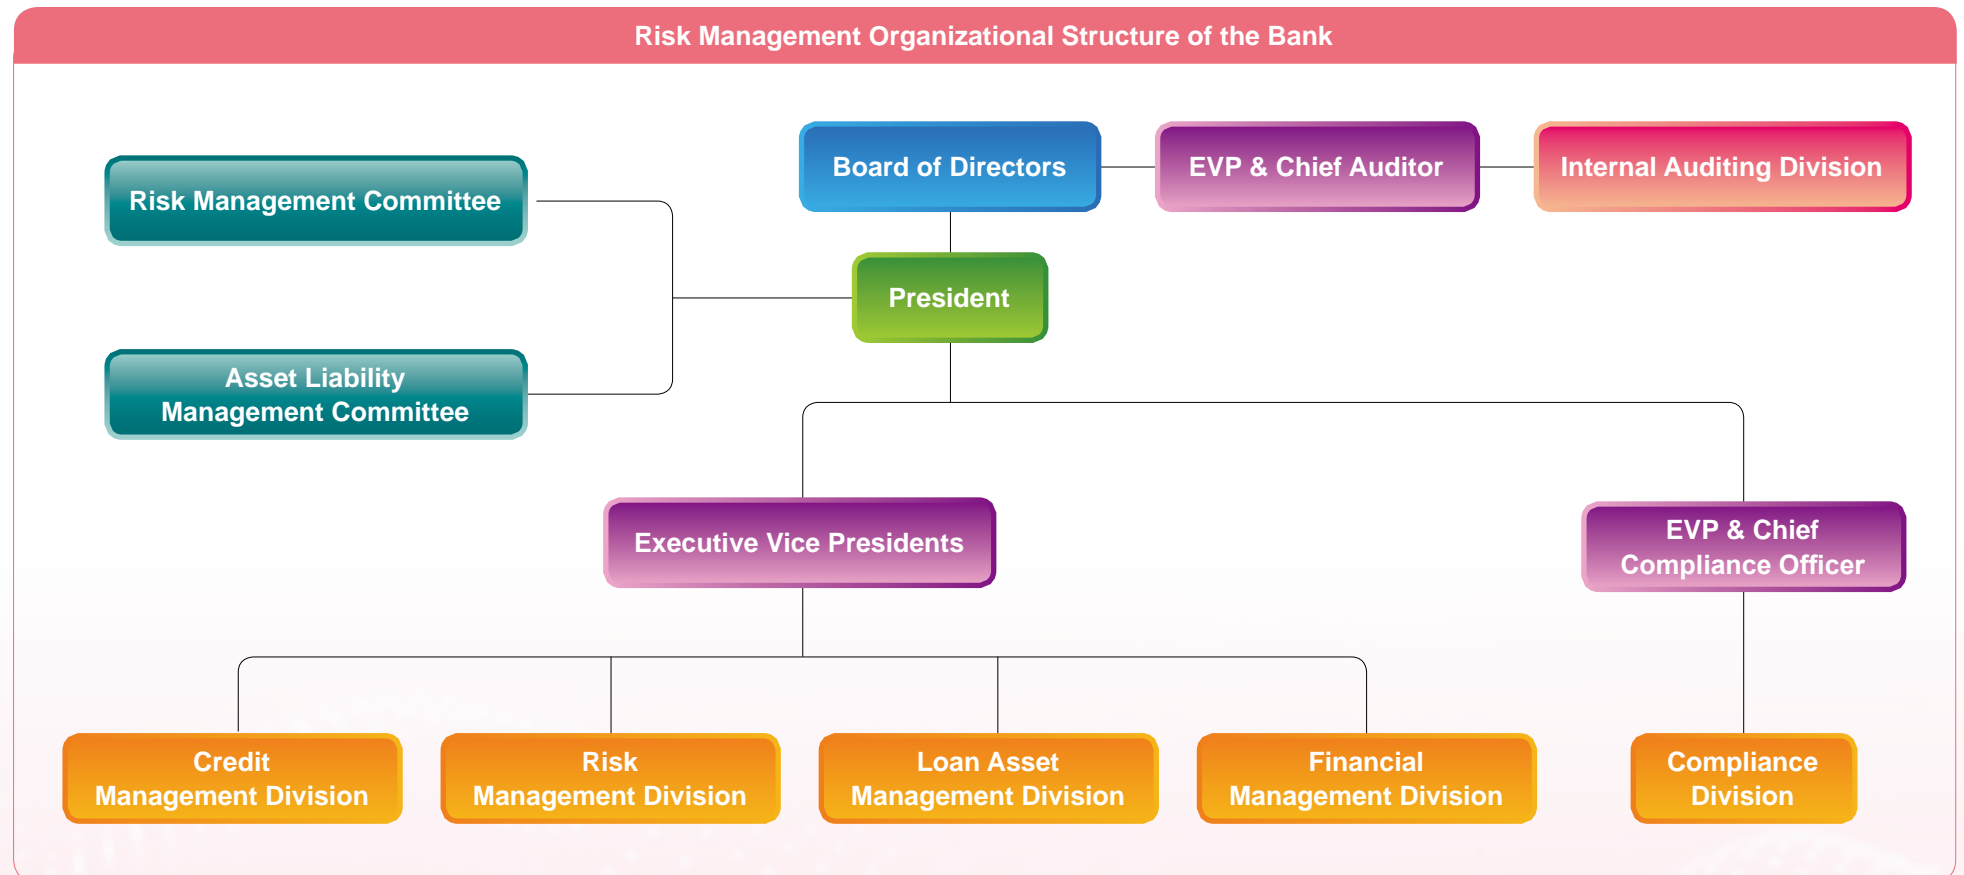 Risk Management Organizational Structure of the Bank
Board of Directors
EVP & Chief Auditor
Internal Auditing Division
Risk Management Committee
President
Asset Liability
Management Committee
Executive Vice Presidents
EVP & Chief
Compliance Officer
Credit
Management Division
Risk
Management Division
Loan Asset
Management Division
Financial
Management Division
Compliance
Division